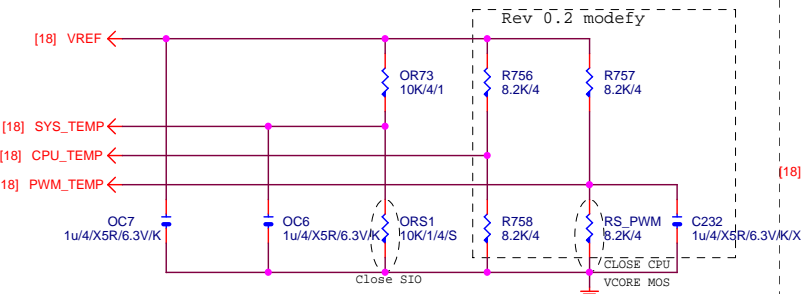 Rev 0.2 modefy
[18] VREF
OR73
10K/4/1
R756
8.2K/4
R757
8.2K/4
[18] SYS_TEMP
[18] CPU_TEMP
[18]
18] PWM_TEMP
OC7
1u/4/X5R/6.3V/K
OC6
1u/4/X5R/6.3V/K
ORS1
10K/1/4/S
R758
8.2K/4
RS_PWM
8.2K/4
C232
1u/4/X5R/6.3V/K/X
Close SIO
CLOSE CPU
VCORE MOS